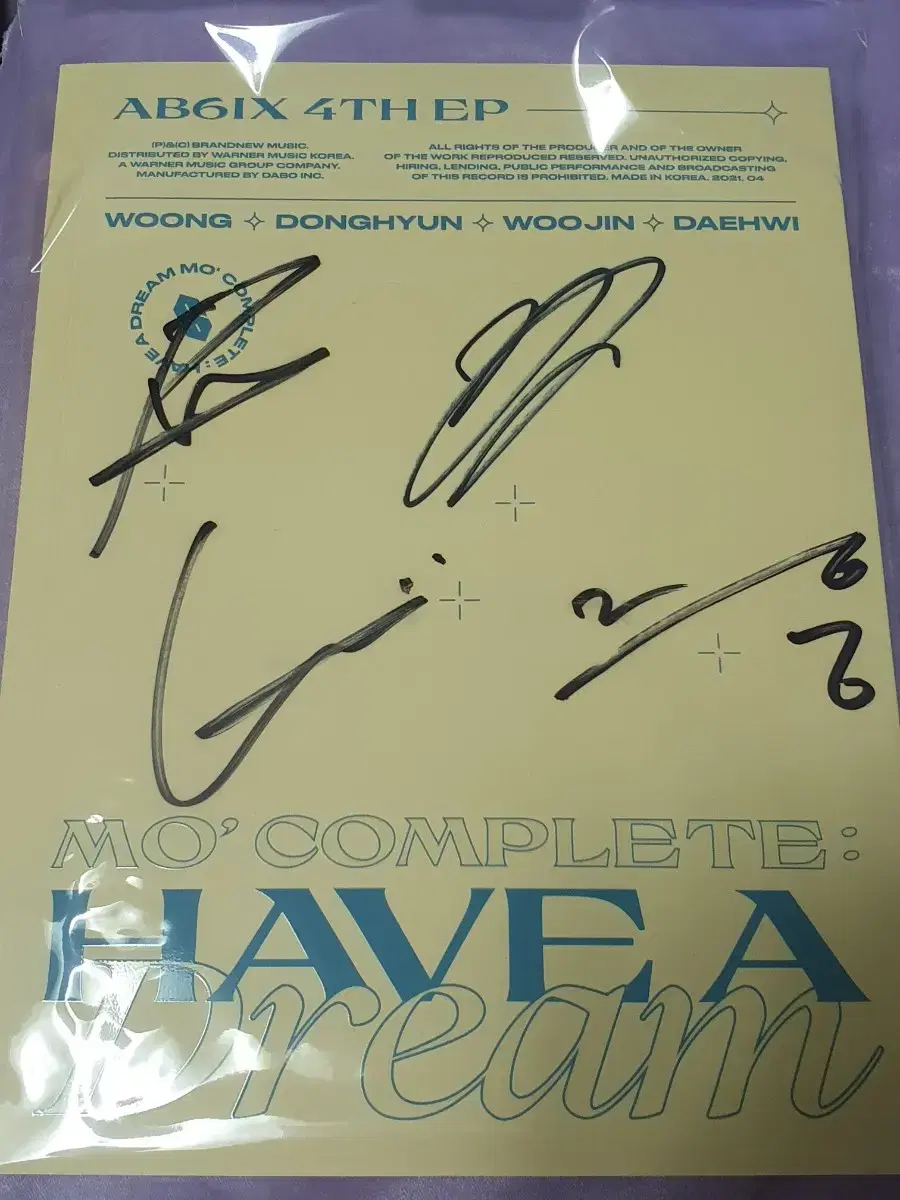 AB6IX 4TH EP
(P)&(C) BRANDNEW MUSIC.
DISTRIBUTED BY WARNER MUSIC KOREA.
A WARNER MUSIC GROUP COMPANY.
MANUFACTURED BY DABO INC.
ALL RIGHTS OF THE PRODUCER AND OF THE OWNER
OF THE WORK REPRODUCED RESERVED. UNAUTHORIZED COPYING,
HIRING, LENDING, PUBLIC PERFORMANCE AND BROADCASTING
OF THIS RECORD IS PROHIBITED. MADE IN KOREA. 2021. 04
WOONG DONGHYUN WOOJIN DAEHWI
MO' COMPLETE: HAVE A DREAM
MO' COMPLETE:
HAVE A
Dream